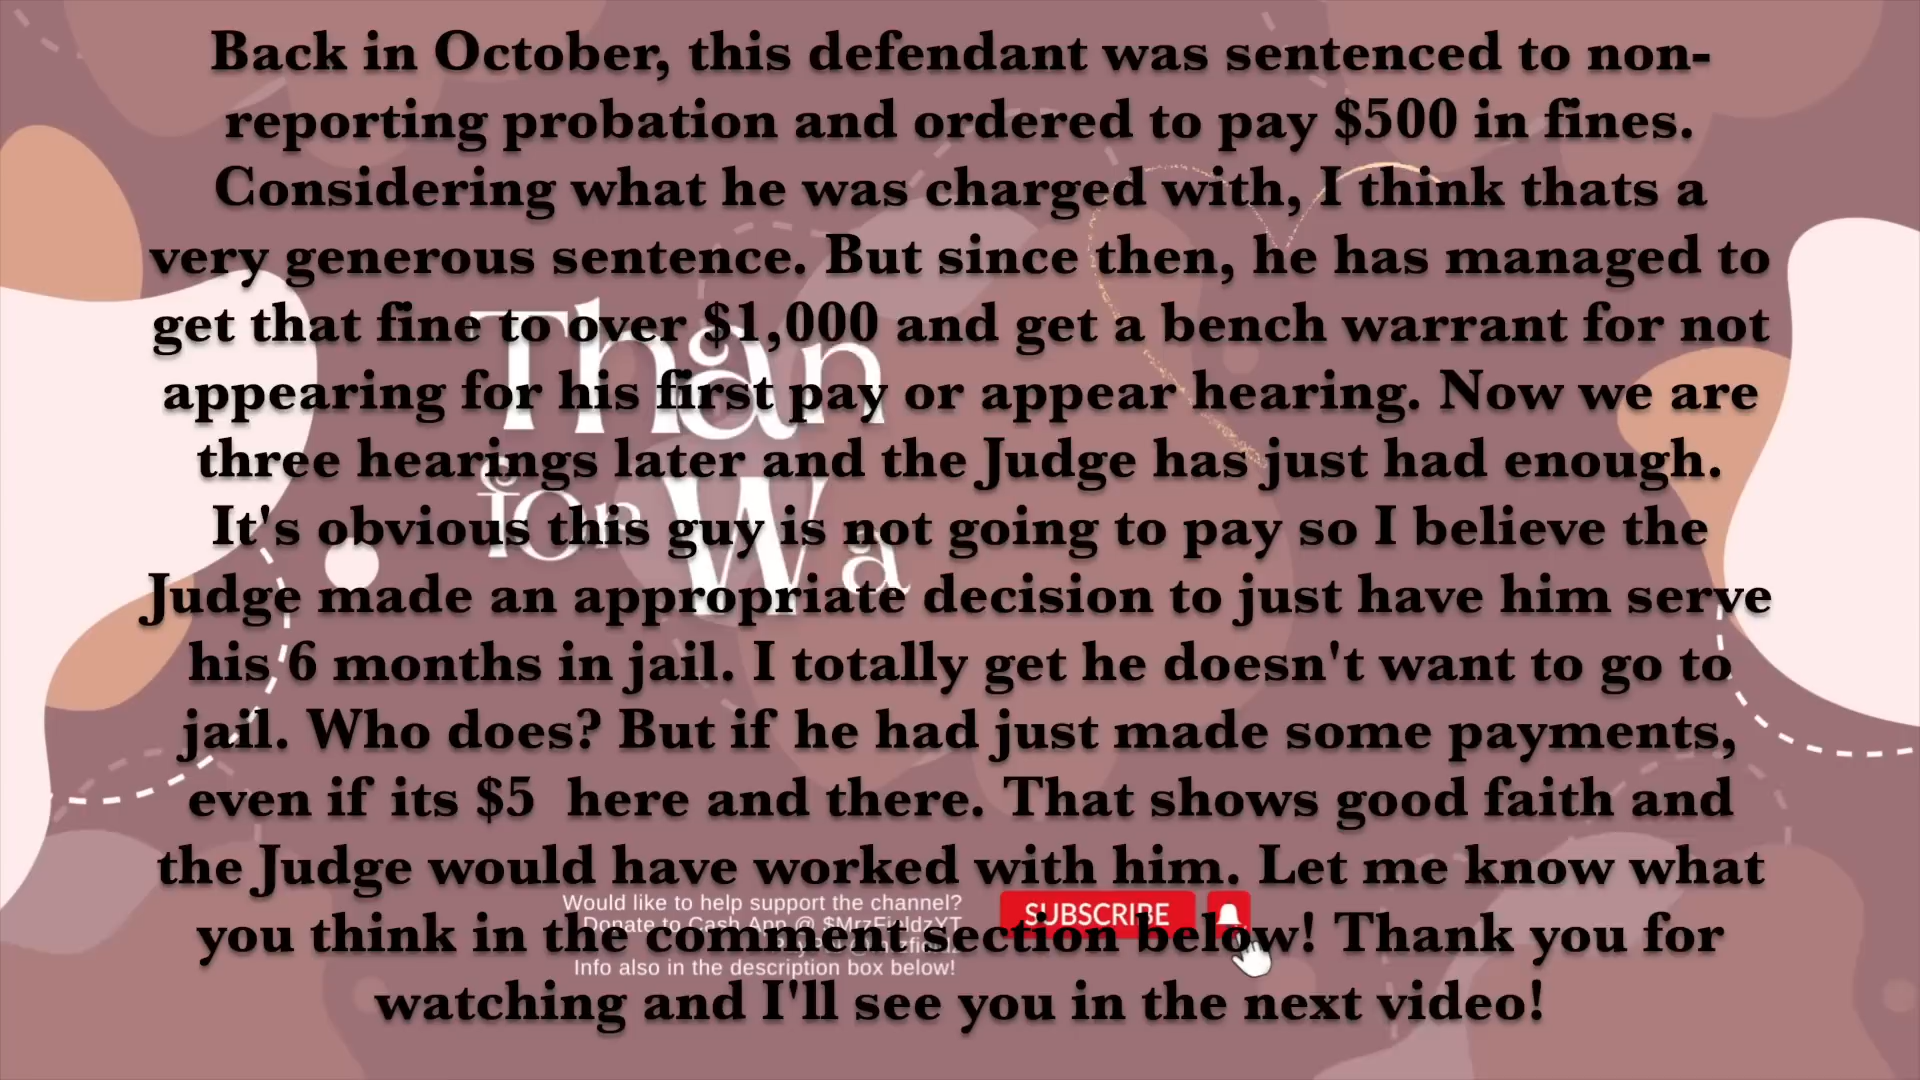 Back in October, this defendant was sentenced to non-
reporting probation and ordered to pay $500 in fines.
Considering what he was charged with, I think thats a
very generous sentence. But since then, he has managed to
get that fine to over $1,000 and get a bench warrant for not
appearing for his first pay or appear hearing. Now we are
three hearings later and the Judge has just had enough.
It's obvious this guy is not going to pay so I believe the
Judge made an appropriate decision to just have him serve
his 6 months in jail. I totally get he doesn't want to go to
jail. Who does? But if he had just made some payments,
even if its $5 here and there. That shows good faith and
the Judge would have worked with him. Let me know what
you think in the comment section below! Thank you for
watching and I'll see you in the next video!
Than
for Wa
Would like to help support the channel?
Donate to Cash App @ $MrzFieldzYT
Info also in the description box below!
SUBSCRIBE